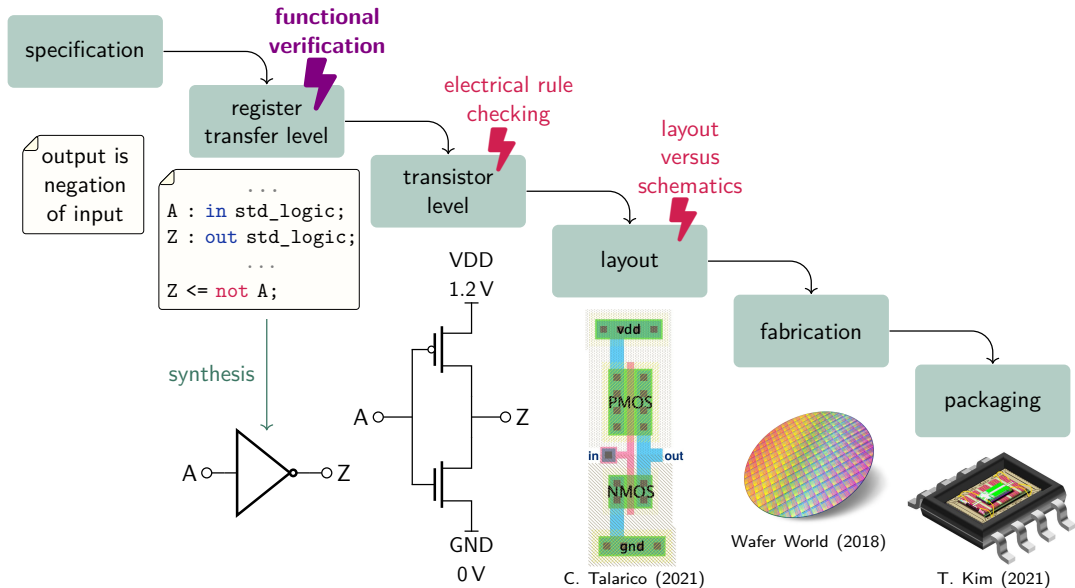 specification
functional
verification
register
transfer level
electrical rule
checking
transistor
level
layout
versus
schematics
layout
fabrication
packaging
output is
negation
of input
...
A : in std_logic;
Z : out std_logic;
...
Z <= not A;
synthesis
A
Z
VDD
1.2 V
A
Z
GND
0 V
vdd
PMOS
in
out
NMOS
gnd
C. Talarico (2021)
Wafer World (2018)
T. Kim (2021)